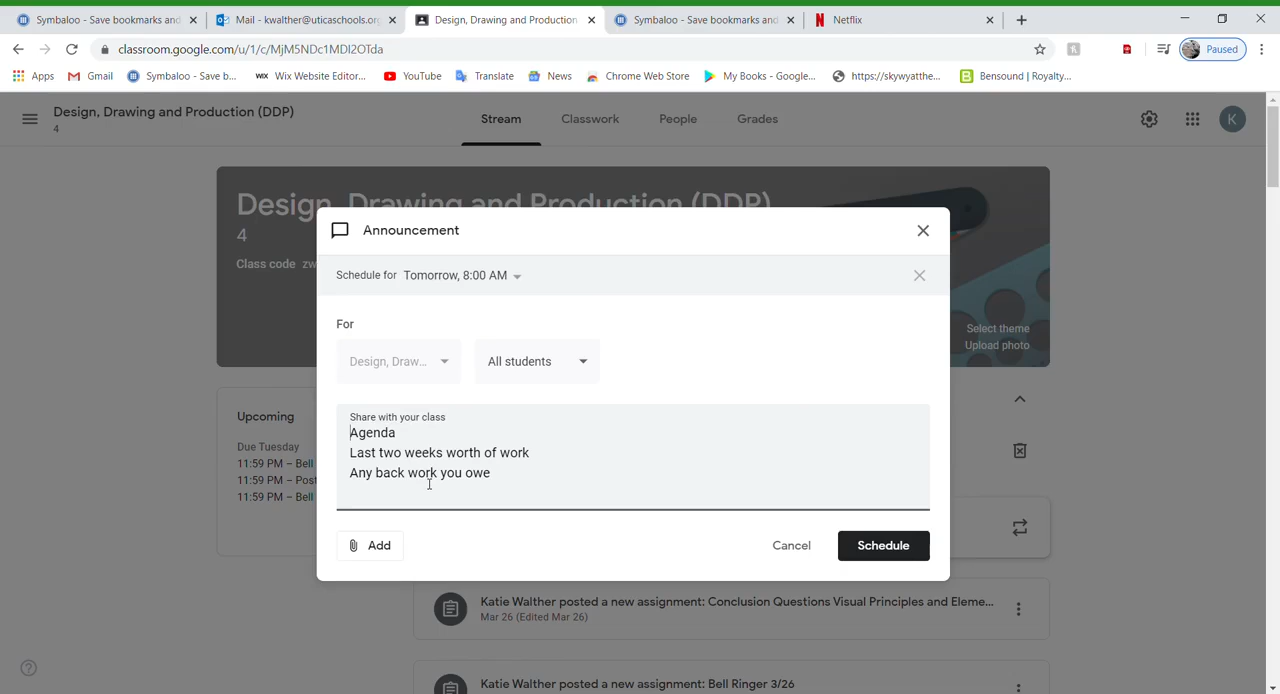 Symbaloo - Save bookmarks and
Mail - kwalther@uticaschools.org
Design, Drawing and Production
Symbaloo - Save bookmarks and
Netflix
classroom.google.com/u/1/c/MjM5NDc1MDI2OTda
Paused
Apps
Gmail
Symbaloo - Save b...
WIX
Wix Website Editor...
YouTube
Translate
News
Chrome Web Store
My Books - Google...
https://skywyatthe...
Bensound | Royalty...
Design, Drawing and Production (DDP)
4
Stream
Classwork
People
Grades
K
Design, Drawing and Production (DDP)
4
Class code zw
Select theme
Upload photo
Announcement
Schedule for Tomorrow, 8:00 AM
For
Design, Draw...
All students
Share with your class
Agenda
Last two weeks worth of work
Any back work you owe
Add
Cancel
Schedule
Upcoming
Due Tuesday
11:59 PM – Bell
11:59 PM – Post
11:59 PM – Bell
Katie Walther posted a new assignment: Conclusion Questions Visual Principles and Eleme...
Mar 26 (Edited Mar 26)
Katie Walther posted a new assignment: Bell Ringer 3/26